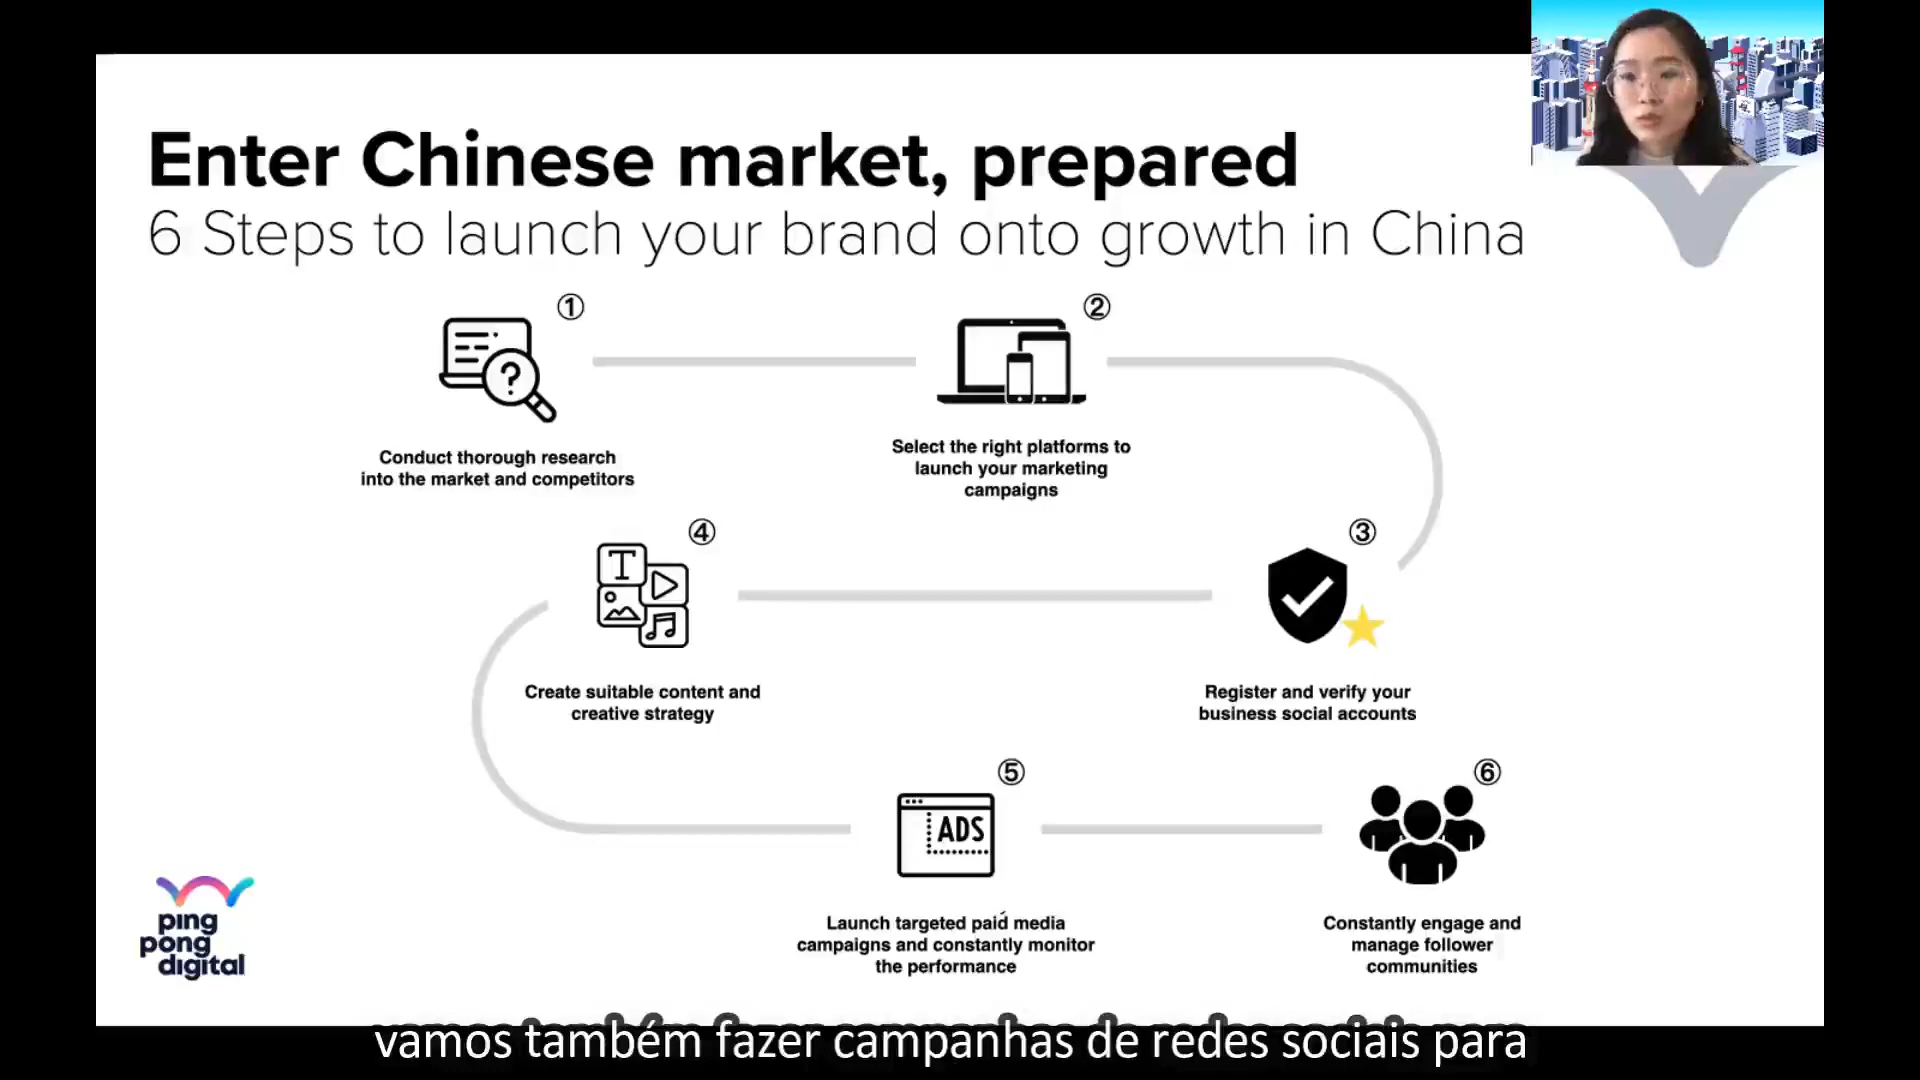 Enter Chinese market, prepared
6 Steps to launch your brand onto growth in China
①
Conduct thorough research
into the market and competitors
②
Select the right platforms to
launch your marketing
campaigns
③
Register and verify your
business social accounts
④
T
Create suitable content and
creative strategy
⑤
ADS
Launch targeted paid media
campaigns and constantly monitor
the performance
⑥
Constantly engage and
manage follower
communities
ping
pong
digital
vamos também fazer campanhas de redes sociais para